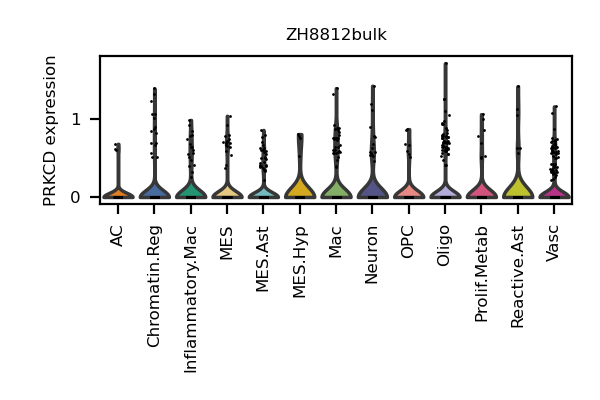 ZH8812bulk
PRKCD expression
1
0
AC
Chromatin.Reg
Inflammatory.Mac
MES
MES.Ast
MES.Hyp
Mac
Neuron
OPC
Oligo
Prolif.Metab
Reactive.Ast
Vasc